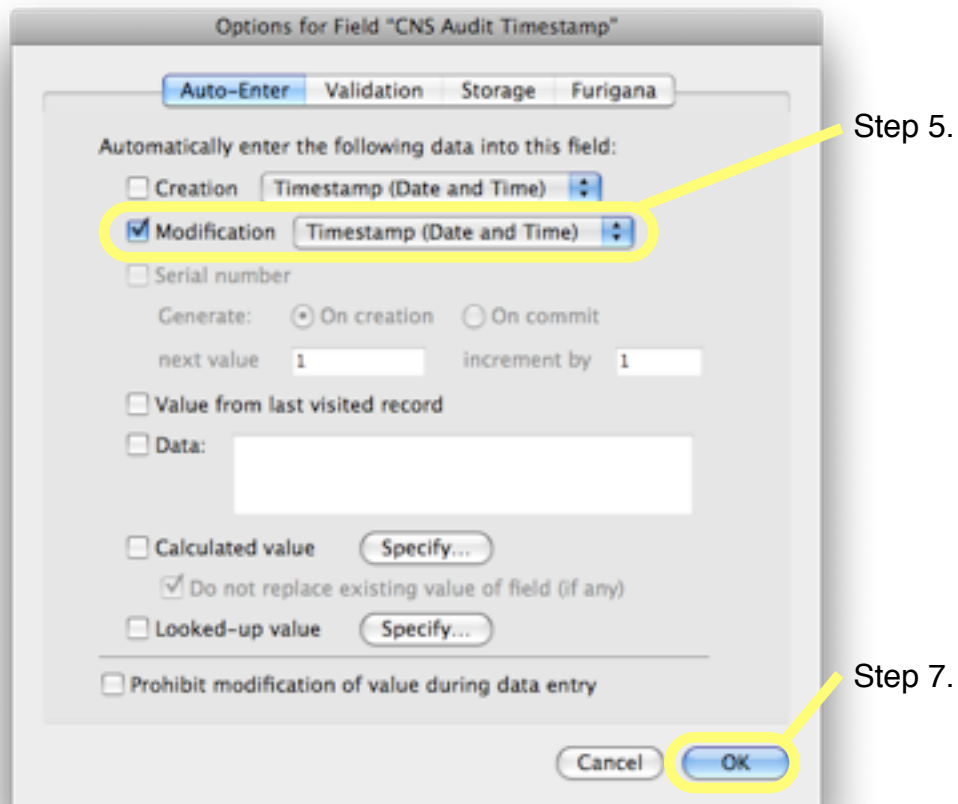 Options for Field "CNS Audit Timestamp"
Auto-Enter Validation Storage Furigana
Step 5.
Automatically enter the following data into this field:
Creation Timestamp (Date and Time)
Modification Timestamp (Date and Time)
Serial number
Generate: On creation On commit
next value 1 increment by 1
Value from last visited record
Data:
Calculated value Specify...
Do not replace existing value of field (if any)
Looked-up value Specify...
Prohibit modification of value during data entry
Step 7.
Cancel OK